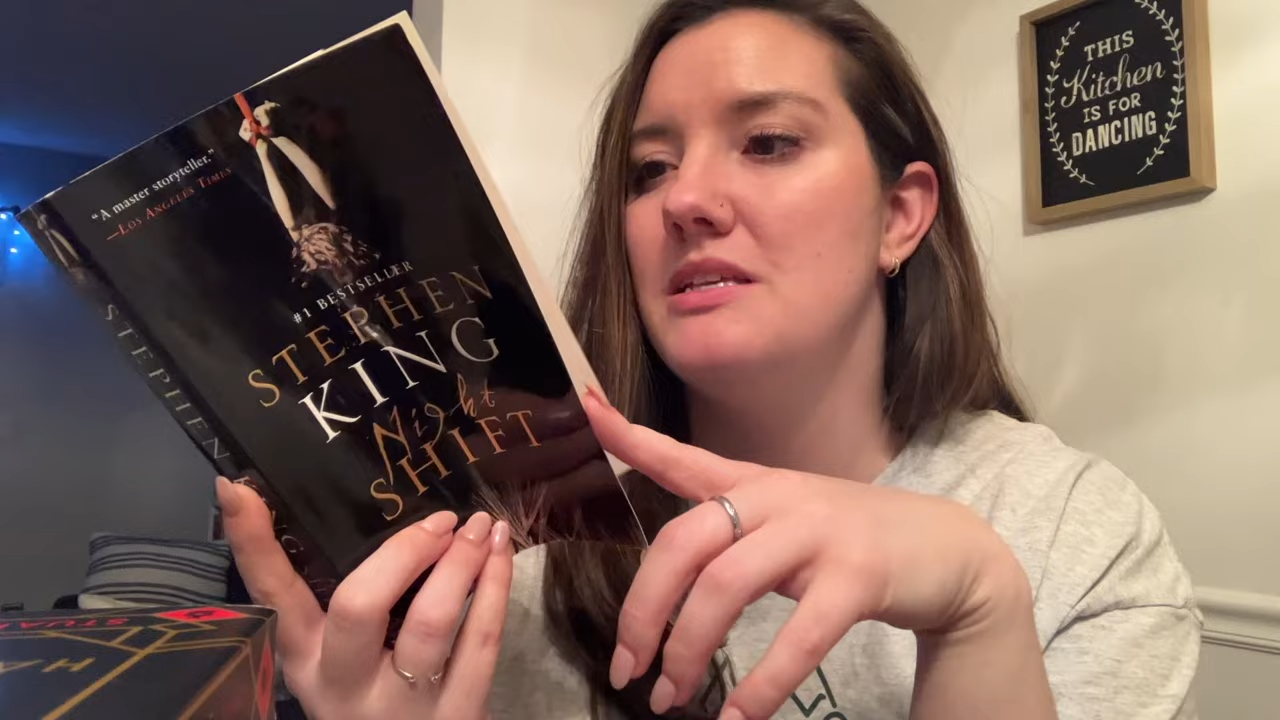 "A master storyteller."
—LOS ANGELES TIMES
#1 BESTSELLER
STEPHEN
KING
Night
SHIFT
STEPHEN
THIS
Kitchen
IS FOR
DANCING